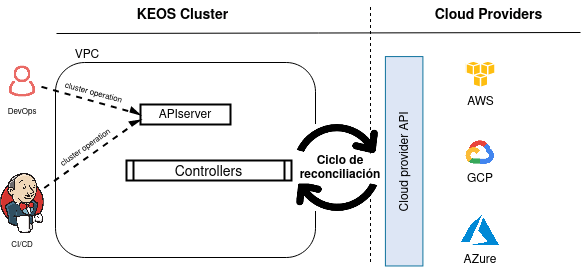 KEOS Cluster
Cloud Providers
VPC
DevOps
cluster operation
APIserver
cluster operation
Controllers
Ciclo de
reconciliación
Cloud provider API
CI/CD
AWS
GCP
AZure